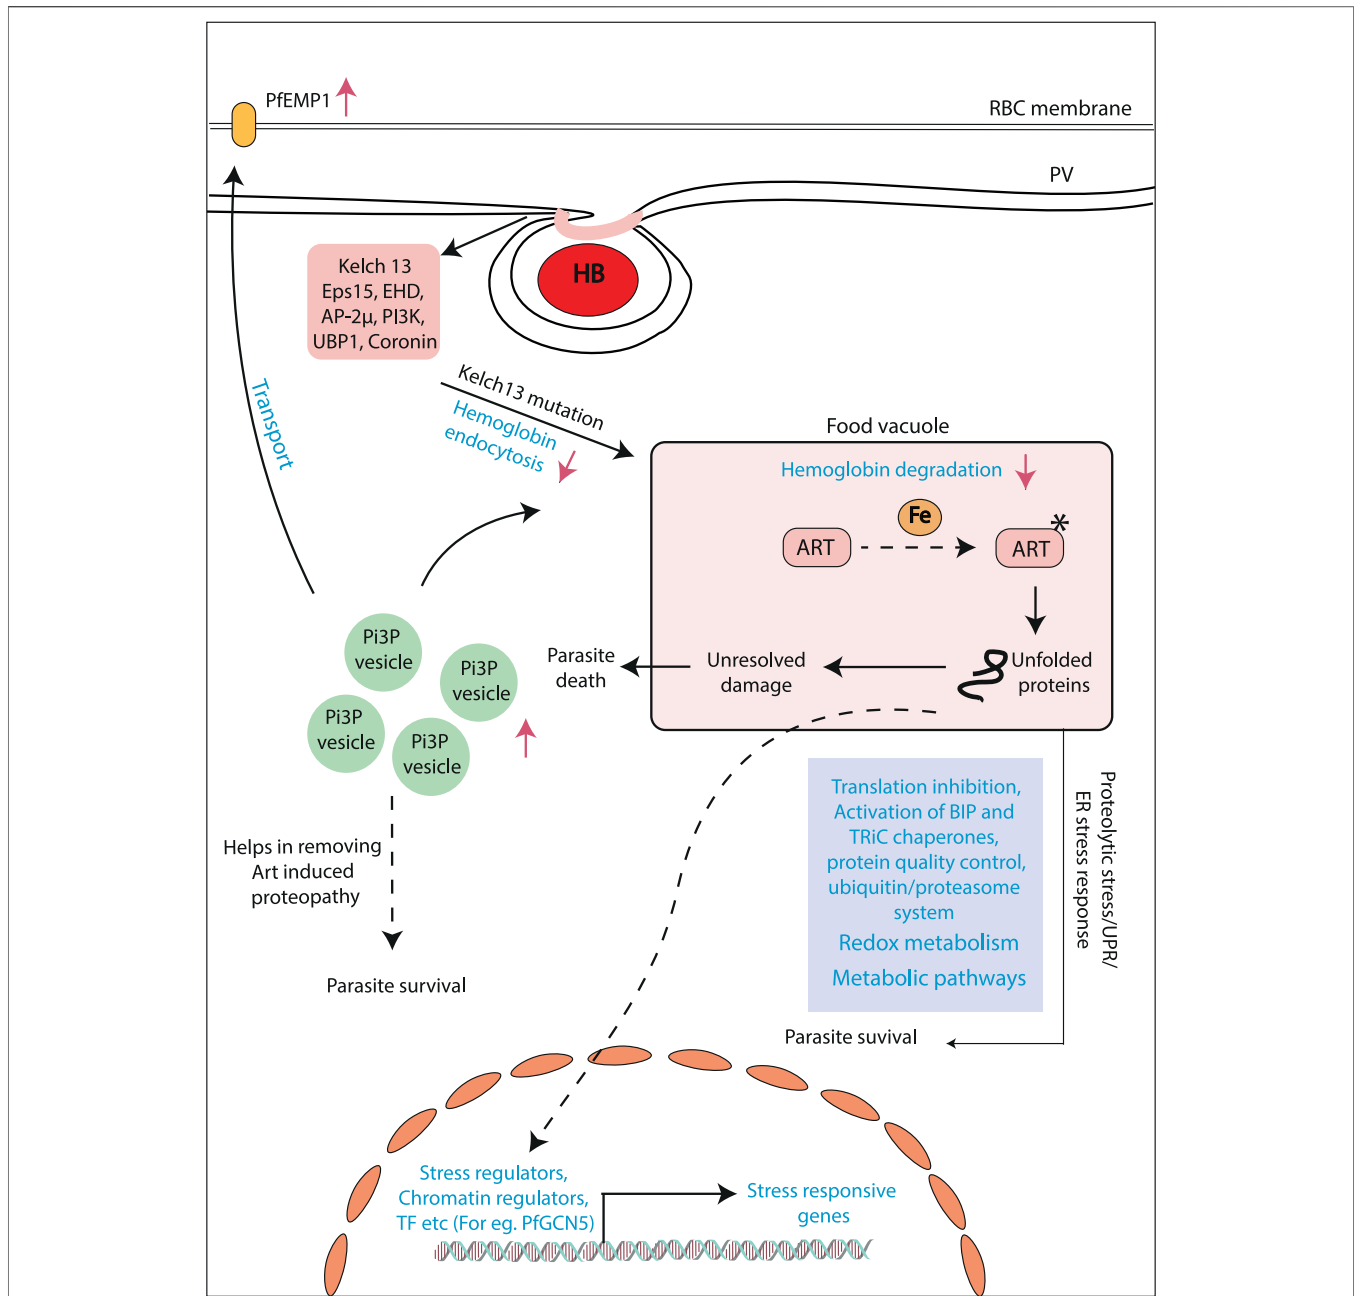 PfEMP1
RBC membrane
PV
HB
Kelch 13
Eps15, EHD,
AP-2μ, PI3K,
UBP1, Coronin
Transport
Kelch13 mutation
Hemoglobin
endocytosis
Food vacuole
Hemoglobin degradation
Fe
ART
ART
*
Unfolded
proteins
Unresolved
damage
Parasite
death
Pi3P
vesicle
Pi3P
vesicle
Pi3P
vesicle
Pi3P
vesicle
Helps in removing
Art induced
proteopathy
Parasite survival
Translation inhibition,
Activation of BIP and
TRiC chaperones,
protein quality control,
ubiquitin/proteasome
system
Redox metabolism
Metabolic pathways
Proteolytic stress/UPR/
ER stress response
Parasite suvival
Stress regulators,
Chromatin regulators,
TF etc (For eg. PfGCN5)
Stress responsive
genes